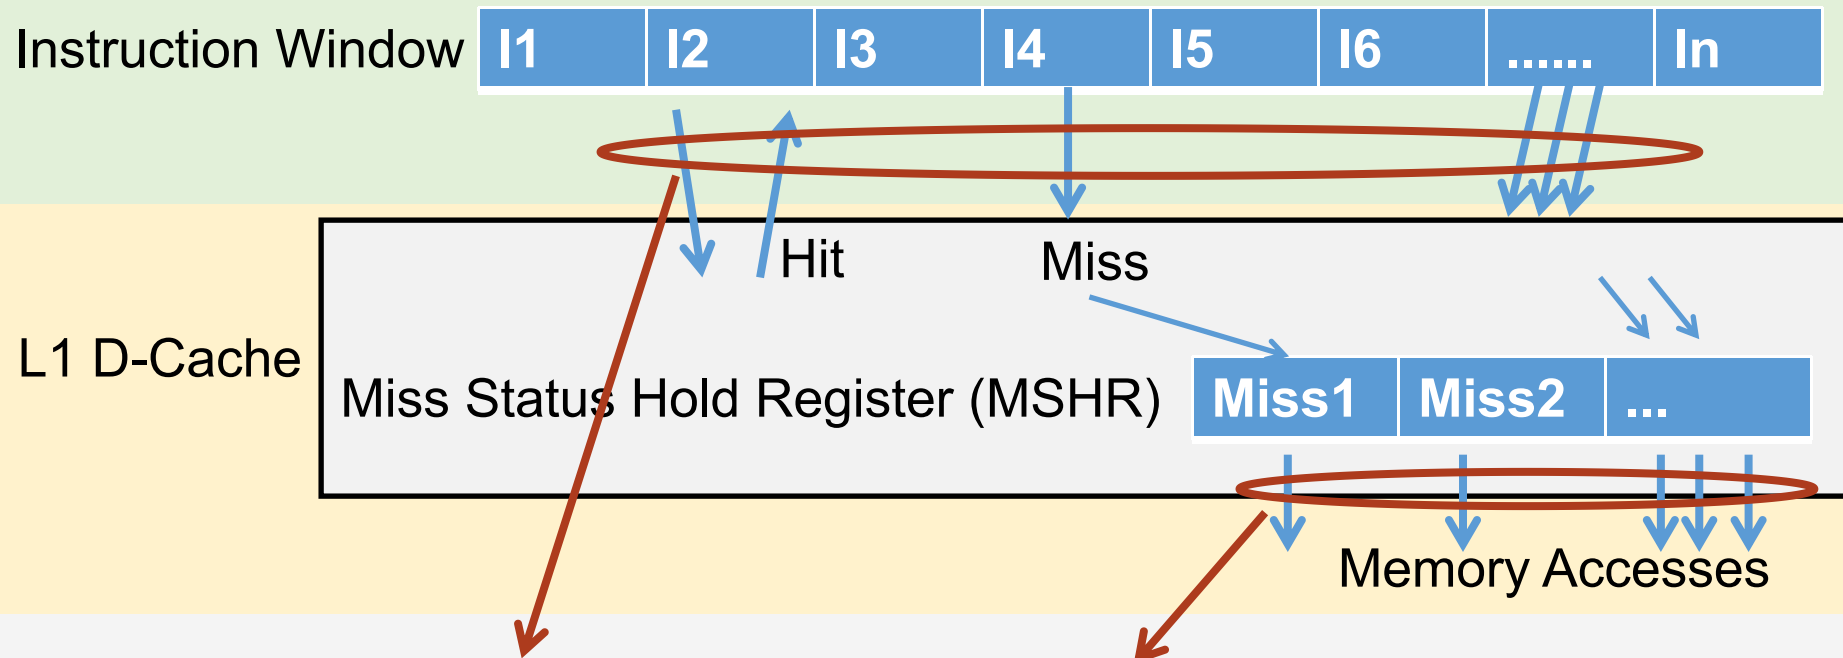 Instruction Window I1 I2 I3 I4 I5 I6 ...... In
Hit Miss
L1 D-Cache
Miss Status Hold Register (MSHR) Miss1 Miss2 ...
Memory Accesses